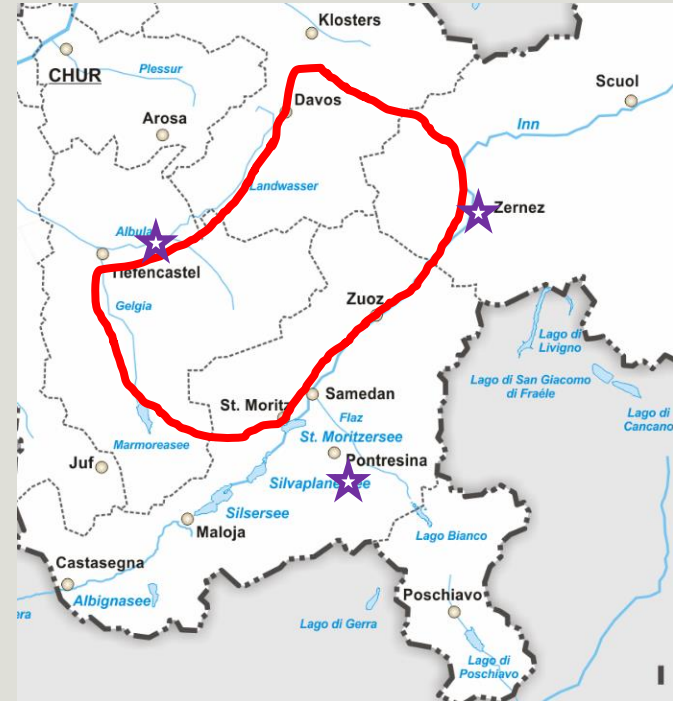 Klosters
CHUR
Plessur
Scuol
Davos
Arosa
Inn
Landwasser
Zernez
Albula
Tiefencastel
Zuoz
Gelgia
Lago di
Livigno
Lago di San Giacomo
di Fraéle
Samedan
St. Moritz
Lago di
Cancano
Flaz
St. Moritzersee
Marmoreasee
Pontresina
Juf
Silvaplanersee
Silsersee
Maloja
Lago Bianco
Castasegna
Albignasee
Poschiavo
era
Lago di Gerra
Lago di
Poschiavo
I